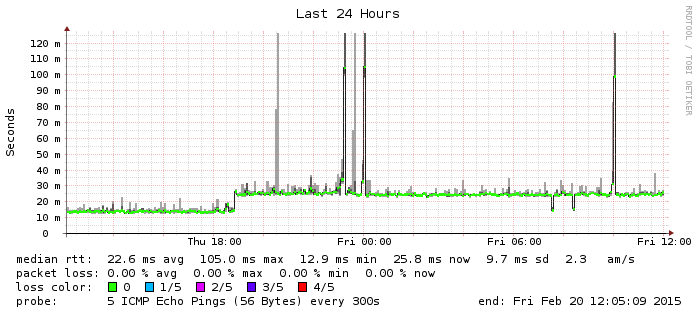 Last 24 Hours
RRDTOOL / TOBI OETIKER
Seconds
120 m
110 m
100 m
90 m
80 m
70 m
60 m
50 m
40 m
30 m
20 m
10 m
0
Thu 18:00 Fri 00:00 Fri 06:00 Fri 12:00
median rtt: 22.6 ms avg 105.0 ms max 12.9 ms min 25.8 ms now 9.7 ms sd 2.3 am/s
packet loss: 0.00 % avg 0.00 % max 0.00 % min 0.00 % now
loss color: 0 1/5 2/5 3/5 4/5
probe: 5 ICMP Echo Pings (56 Bytes) every 300s end: Fri Feb 20 12:05:09 2015